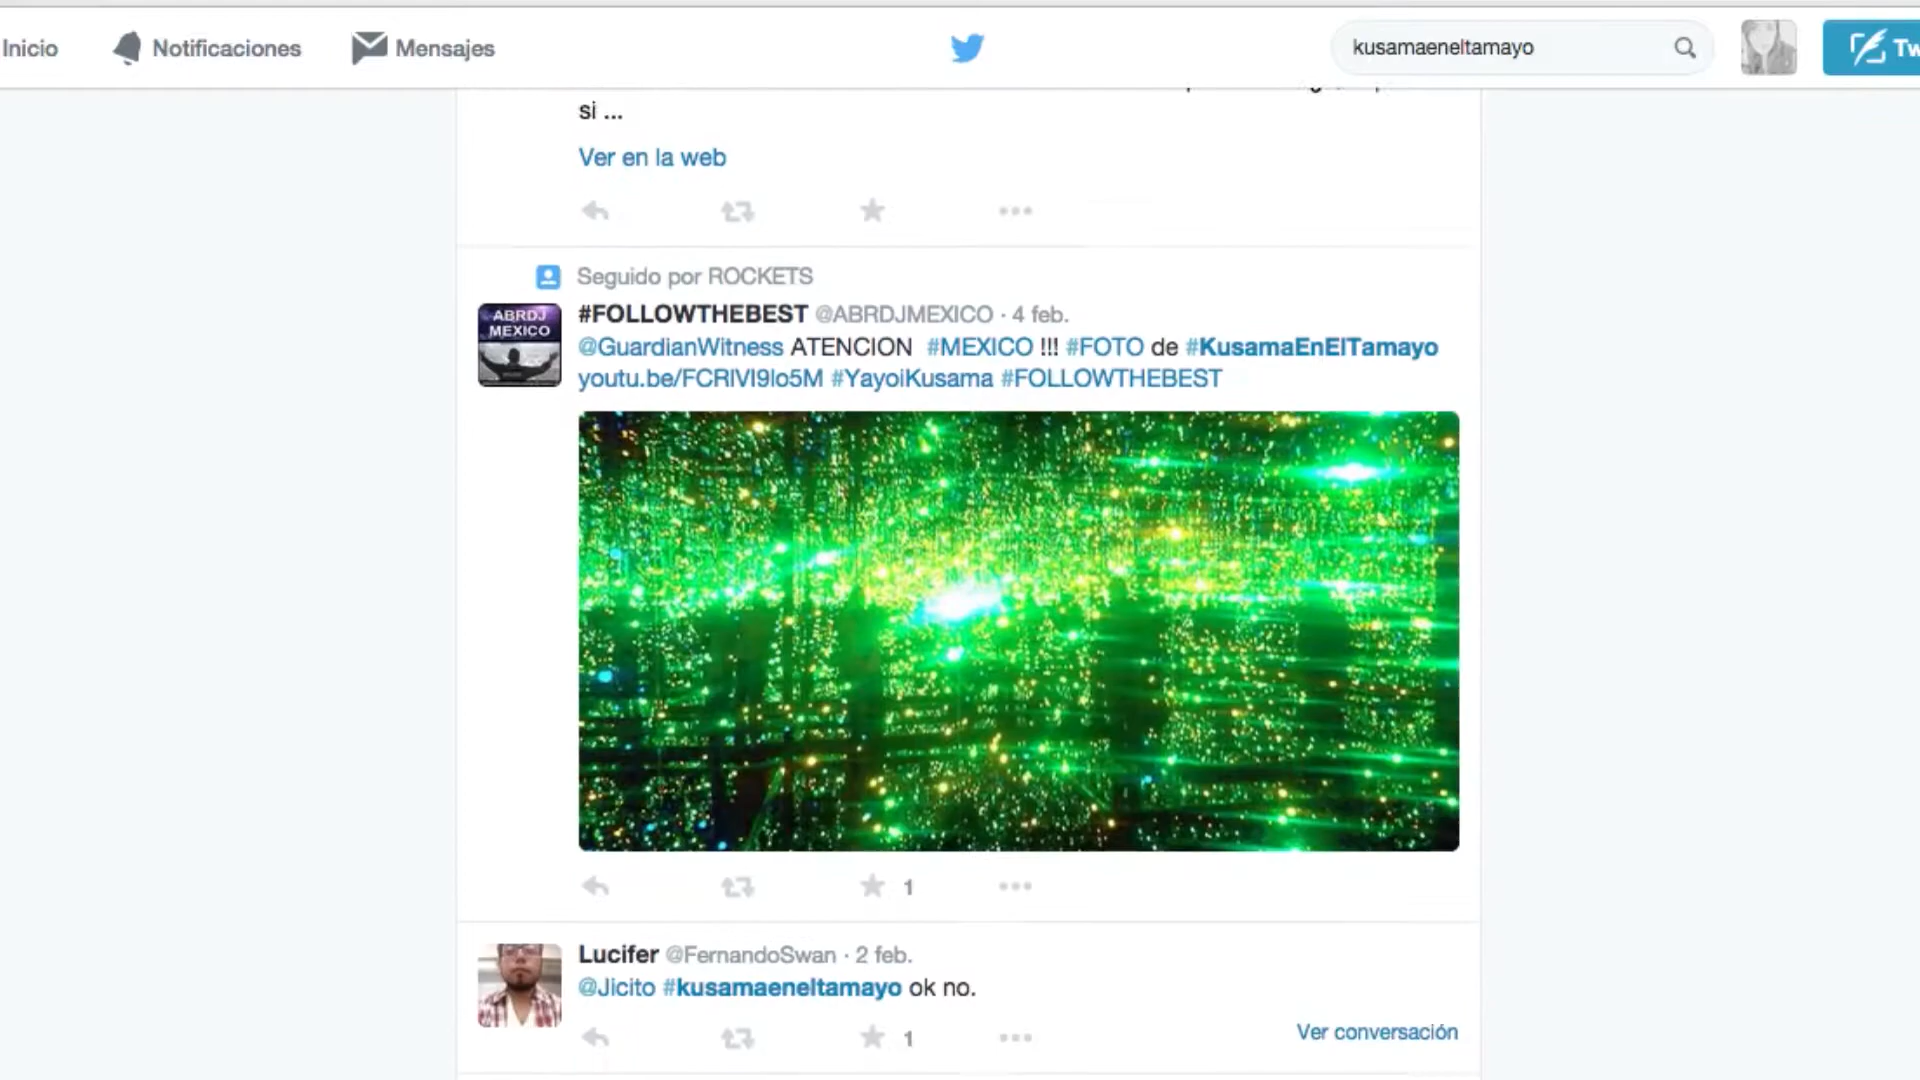 Inicio
Notificaciones
Mensajes
kusamaeneltamayo
Tw
si ...
Ver en la web
Seguido por ROCKETS
ABRDJ
MEXICO
#FOLLOWTHEBEST @ABRDJMEXICO · 4 feb.
@GuardianWitness ATENCION #MEXICO !!! #FOTO de #KusamaEnElTamayo
youtu.be/FCRlVl9lo5M #YayoiKusama #FOLLOWTHEBEST
1
Lucifer @FernandoSwan · 2 feb.
@Jicito #kusamaeneltamayo ok no.
1
Ver conversación